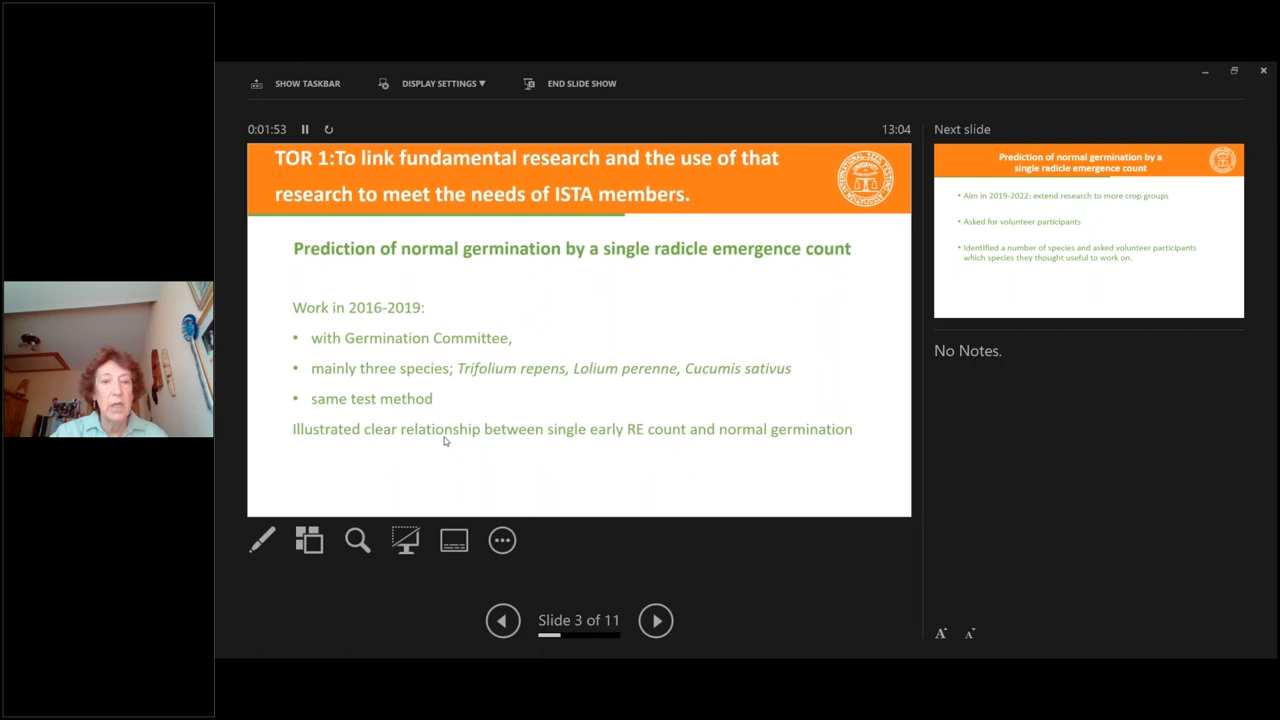 SHOW TASKBAR
DISPLAY SETTINGS ▼
END SLIDE SHOW
0:01:53
13:04
TOR 1:To link fundamental research and the use of that
research to meet the needs of ISTA members.
Prediction of normal germination by a single radicle emergence count
Work in 2016-2019:
• with Germination Committee,
• mainly three species; Trifolium repens, Lolium perenne, Cucumis sativus
• same test method
Illustrated clear relationship between single early RE count and normal germination
Slide 3 of 11
Next slide
Prediction of normal germination by a
single radicle emergence count
• Aim in 2019-2022: extend research to more crop groups
• Asked for volunteer participants
• Identified a number of species and asked volunteer participants
which species they thought useful to work on.
No Notes.
A A